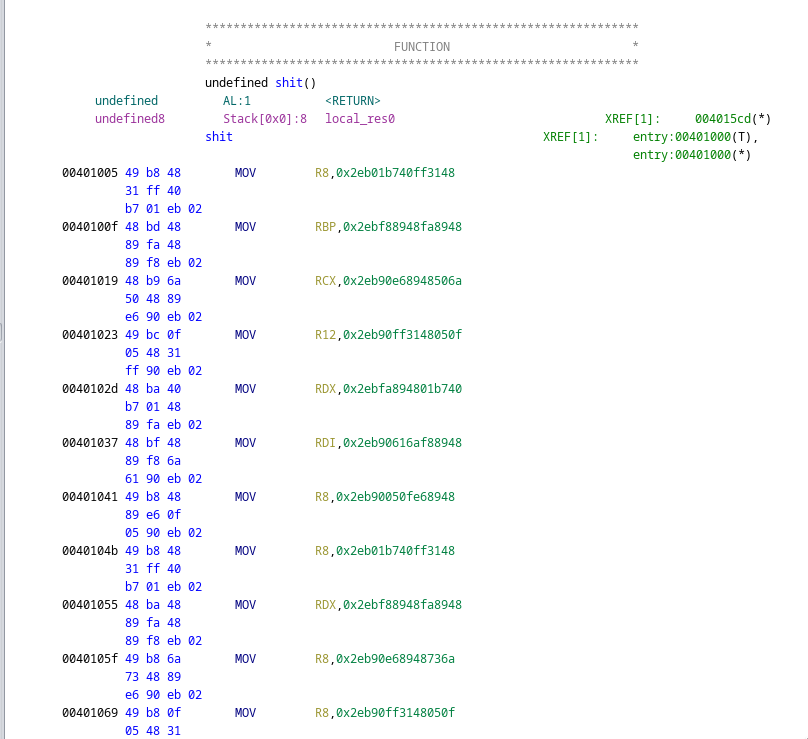 **************************************************************
*                          FUNCTION                          *
**************************************************************
undefined shit()
undefined AL:1 <RETURN>
undefined8 Stack[0x0]:8 local_res0 XREF[1]: 004015cd(*)
shit XREF[1]: entry:00401000(T),
entry:00401000(*)
00401005 49 b8 48 MOV R8,0x2eb01b740ff3148
31 ff 40
b7 01 eb 02
0040100f 48 bd 48 MOV RBP,0x2ebf88948fa8948
89 fa 48
89 f8 eb 02
00401019 48 b9 6a MOV RCX,0x2eb90e68948506a
50 48 89
e6 90 eb 02
00401023 49 bc 0f MOV R12,0x2eb90ff3148050f
05 48 31
ff 90 eb 02
0040102d 48 ba 40 MOV RDX,0x2ebfa894801b740
b7 01 48
89 fa eb 02
00401037 48 bf 48 MOV RDI,0x2eb90616af88948
89 f8 6a
61 90 eb 02
00401041 49 b8 48 MOV R8,0x2eb90050fe68948
89 e6 0f
05 90 eb 02
0040104b 49 b8 48 MOV R8,0x2eb01b740ff3148
31 ff 40
b7 01 eb 02
00401055 48 ba 48 MOV RDX,0x2ebf88948fa8948
89 fa 48
89 f8 eb 02
0040105f 49 b8 6a MOV R8,0x2eb90e68948736a
73 48 89
e6 90 eb 02
00401069 49 b8 0f MOV R8,0x2eb90ff3148050f
05 48 31